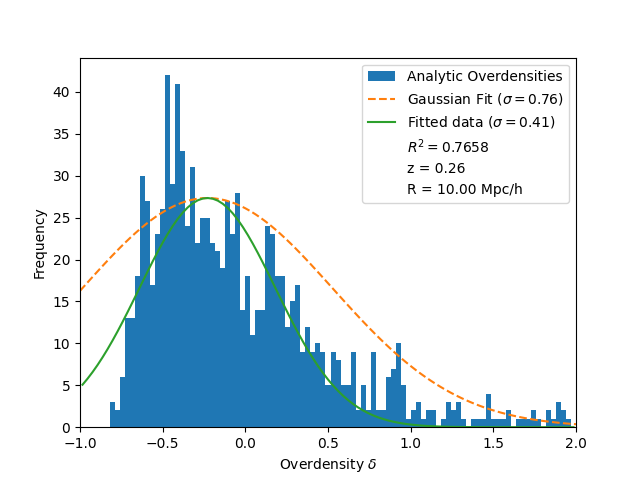 Analytic Overdensities
Gaussian Fit (σ = 0.76)
Fitted data (σ = 0.41)
R² = 0.7658
z = 0.26
R = 10.00 Mpc/h
40
35
30
25
20
15
10
5
0
Frequency
−1.0 −0.5 0.0 0.5 1.0 1.5 2.0
Overdensity δ